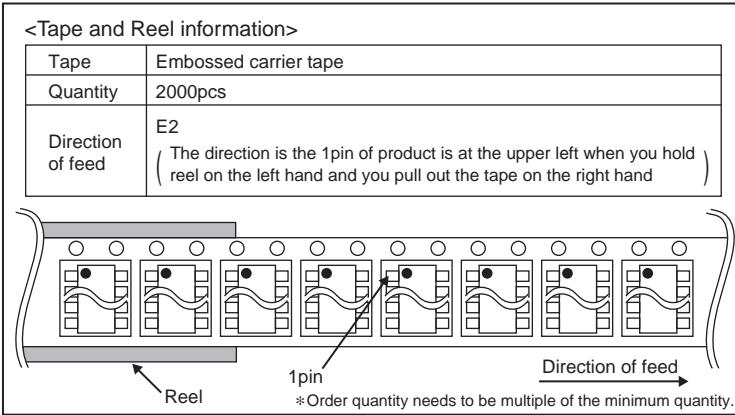 <Tape and Reel information>
Tape Embossed carrier tape
Quantity 2000pcs
Direction of feed E2
( The direction is the 1pin of product is at the upper left when you hold
reel on the left hand and you pull out the tape on the right hand )
Direction of feed
1pin
Reel
*Order quantity needs to be multiple of the minimum quantity.